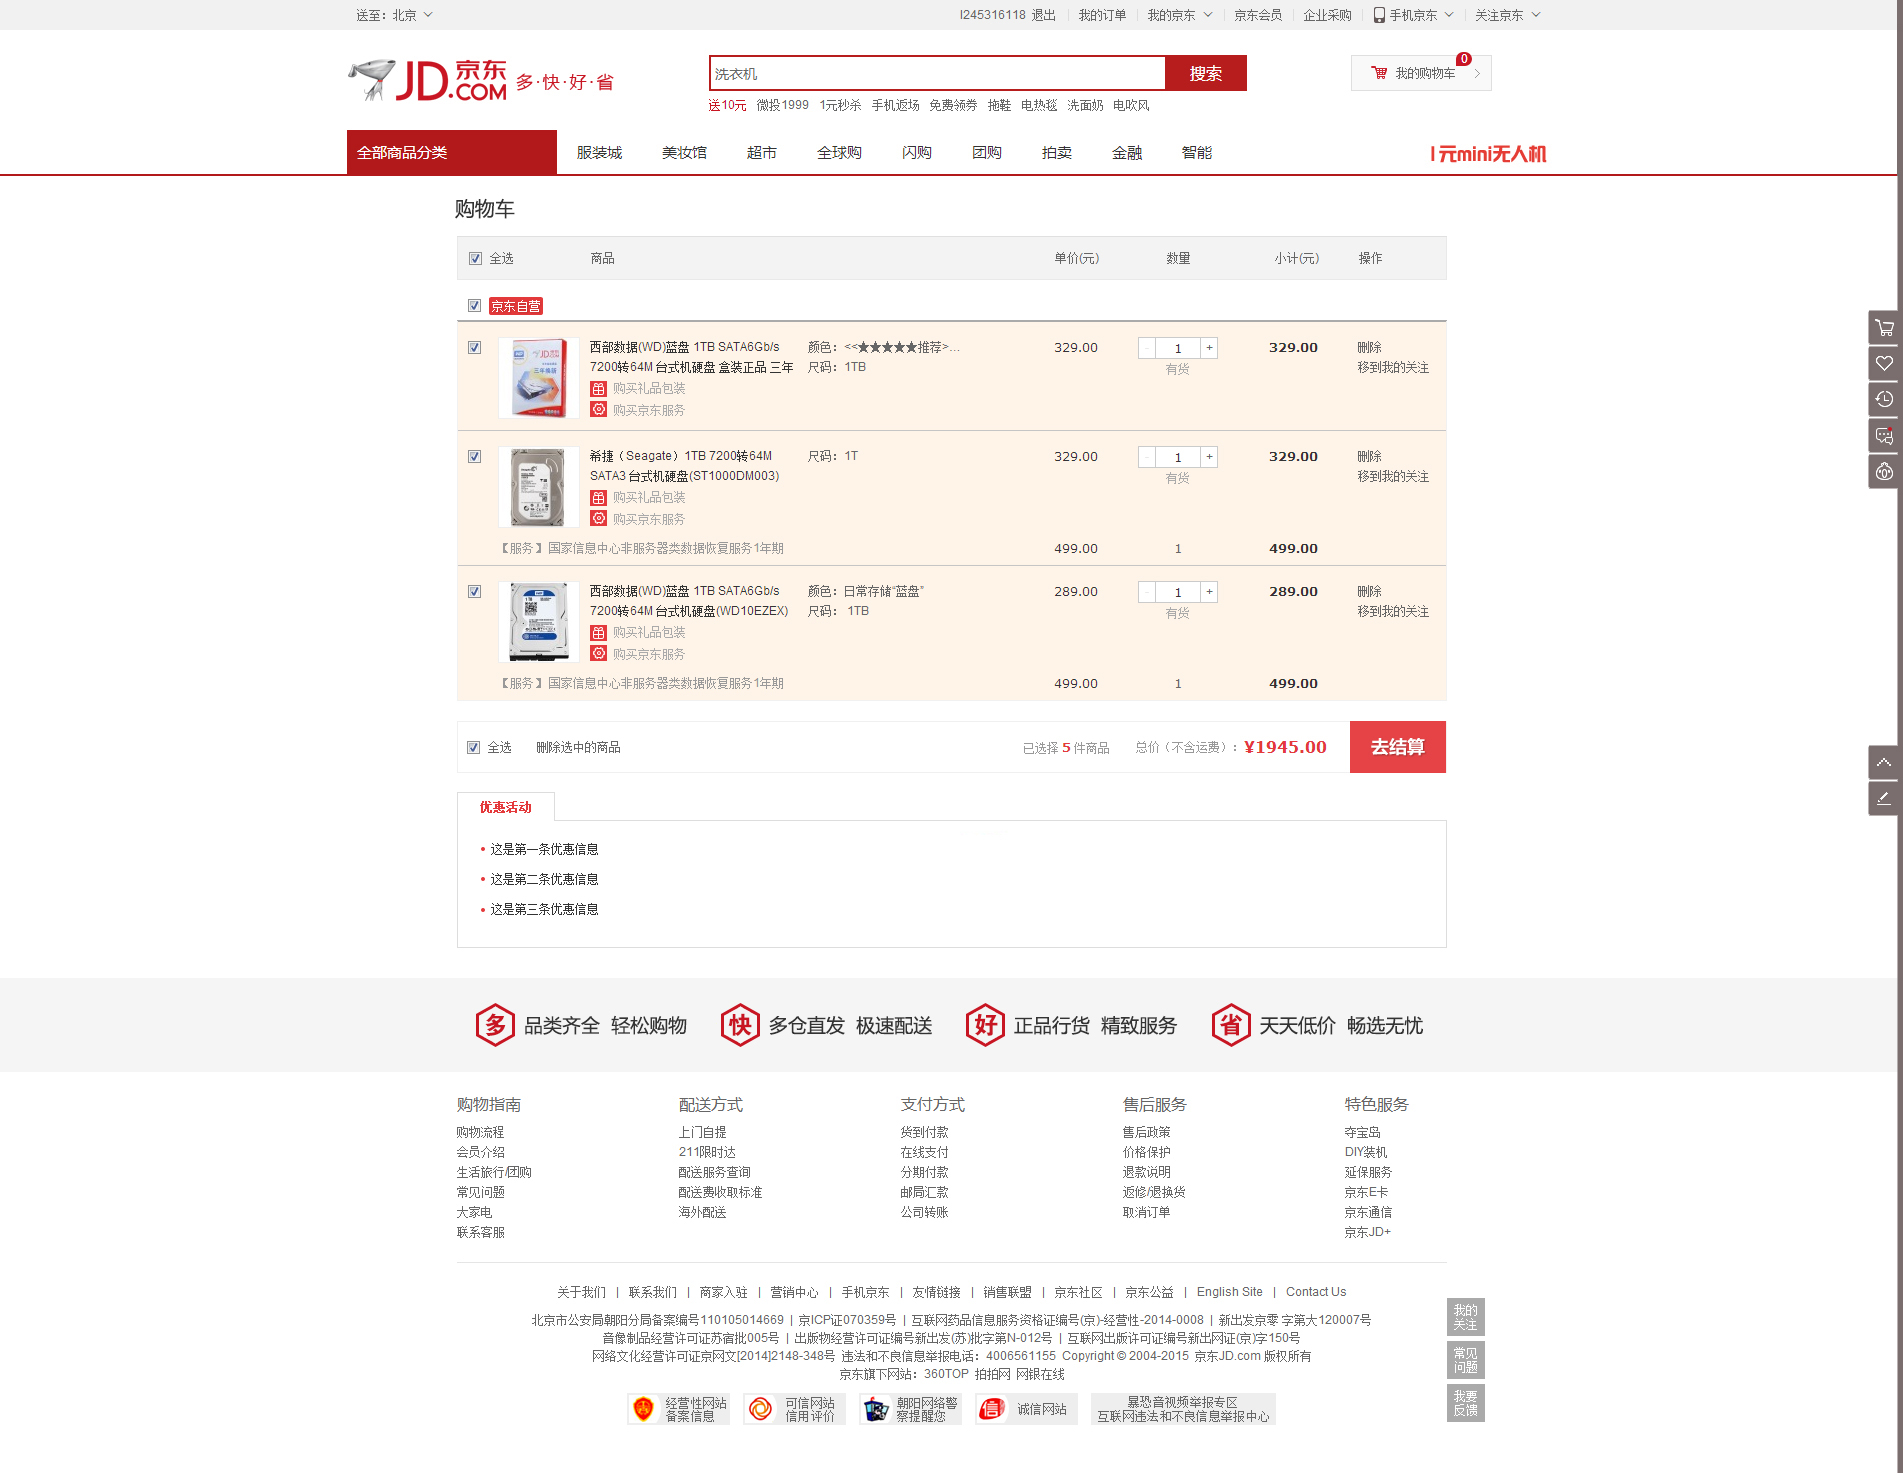 送至：北京
l245316118 退出 我的订单 我的京东 京东会员 企业采购 手机京东 关注京东
JD.COM 京东 多·快·好·省
洗衣机 搜索
0
我的购物车
送10元 微投1999 1元秒杀 手机返场 免费领券 拖鞋 电热毯 洗面奶 电吹风
全部商品分类 服装城 美妆馆 超市 全球购 闪购 团购 拍卖 金融 智能 1元mini无人机
购物车
全选 商品 单价(元) 数量 小计(元) 操作
京东自营
西部数据(WD)蓝盘 1TB SATA6Gb/s 颜色：<<★★★★★推荐>... 329.00 - 1 + 329.00 删除
7200转64M 台式机硬盘 盒装正品 三年 尺码：1TB 有货 移到我的关注
购买礼品包装
购买京东服务
希捷（Seagate）1TB 7200转64M 尺码：1T 329.00 - 1 + 329.00 删除
SATA3 台式机硬盘(ST1000DM003) 有货 移到我的关注
购买礼品包装
购买京东服务
【服务】国家信息中心非服务器类数据恢复服务1年期 499.00 1 499.00
西部数据(WD)蓝盘 1TB SATA6Gb/s 颜色：日常存储“蓝盘” 289.00 - 1 + 289.00 删除
7200转64M 台式机硬盘(WD10EZEX) 尺码： 1TB 有货 移到我的关注
购买礼品包装
购买京东服务
【服务】国家信息中心非服务器类数据恢复服务1年期 499.00 1 499.00
全选 删除选中的商品 已选择 5 件商品 总价（不含运费）：¥1945.00 去结算
优惠活动
• 这是第一条优惠信息
• 这是第二条优惠信息
• 这是第三条优惠信息
多 品类齐全 轻松购物 快 多仓直发 极速配送 好 正品行货 精致服务 省 天天低价 畅选无忧
购物指南 配送方式 支付方式 售后服务 特色服务
购物流程 上门自提 货到付款 售后政策 夺宝岛
会员介绍 211限时达 在线支付 价格保护 DIY装机
生活旅行/团购 配送服务查询 分期付款 退款说明 延保服务
常见问题 配送费收取标准 邮局汇款 返修/退换货 京东E卡
大家电 海外配送 公司转账 取消订单 京东通信
联系客服 京东JD+
关于我们 | 联系我们 | 商家入驻 | 营销中心 | 手机京东 | 友情链接 | 销售联盟 | 京东社区 | 京东公益 | English Site | Contact Us
北京市公安局朝阳分局备案编号110105014669 | 京ICP证070359号 | 互联网药品信息服务资格证编号(京)-经营性-2014-0008 | 新出发京零 字第大120007号
音像制品经营许可证苏宿批005号 | 出版物经营许可证编号新出发(苏)批字第N-012号 | 互联网出版许可证编号新出网证(京)字150号
网络文化经营许可证京网文[2014]2148-348号 违法和不良信息举报电话：4006561155 Copyright © 2004-2015 京东JD.com 版权所有
京东旗下网站：360TOP 拍拍网 网银在线
经营性网站
备案信息
可信网站
信用评价
朝阳网络警
察提醒您
信 诚信网站
暴恐音视频举报专区
互联网违法和不良信息举报中心
我的
关注
常见
问题
我要
反馈